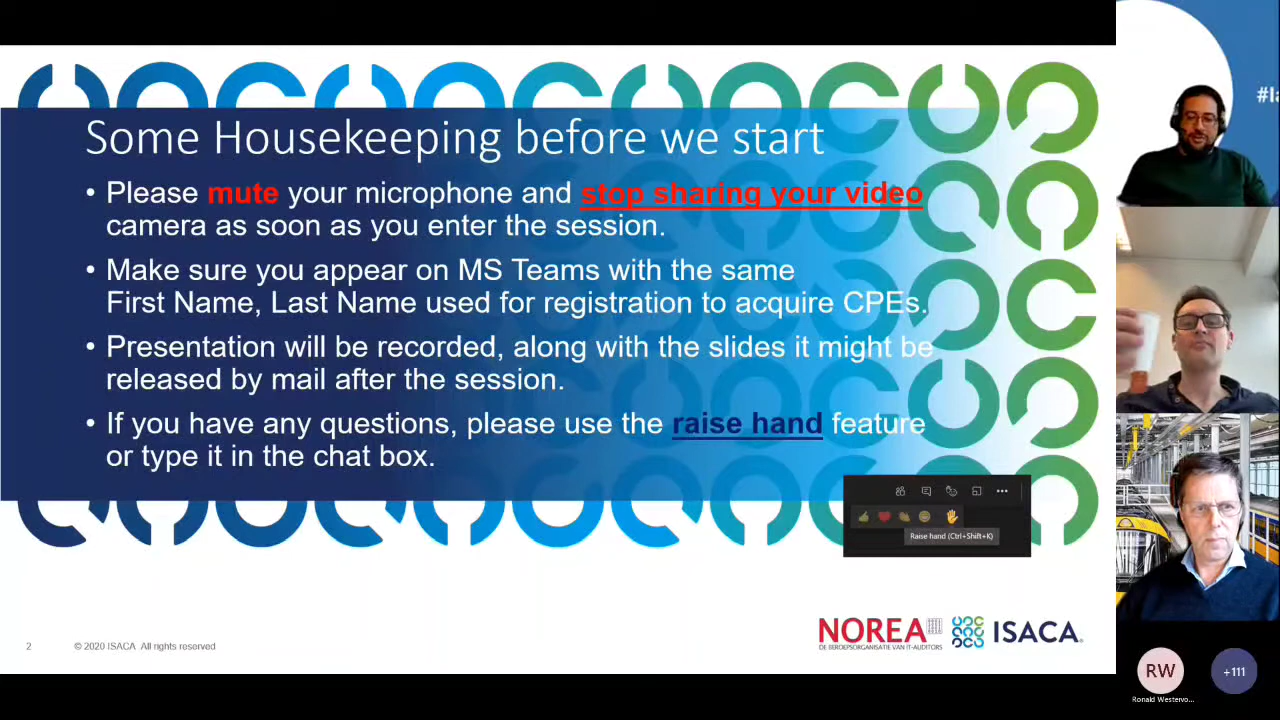 Some Housekeeping before we start
• Please mute your microphone and stop sharing your video
camera as soon as you enter the session.
• Make sure you appear on MS Teams with the same
First Name, Last Name used for registration to acquire CPEs.
• Presentation will be recorded, along with the slides it might be
released by mail after the session.
• If you have any questions, please use the raise hand feature
or type it in the chat box.
Raise hand (Ctrl+Shift+K)
2
© 2020 ISACA All rights reserved
NOREA
DE BEROEPSORGANISATIE VAN IT-AUDITORS
ISACA.
RW
+111
Ronald Westervo...